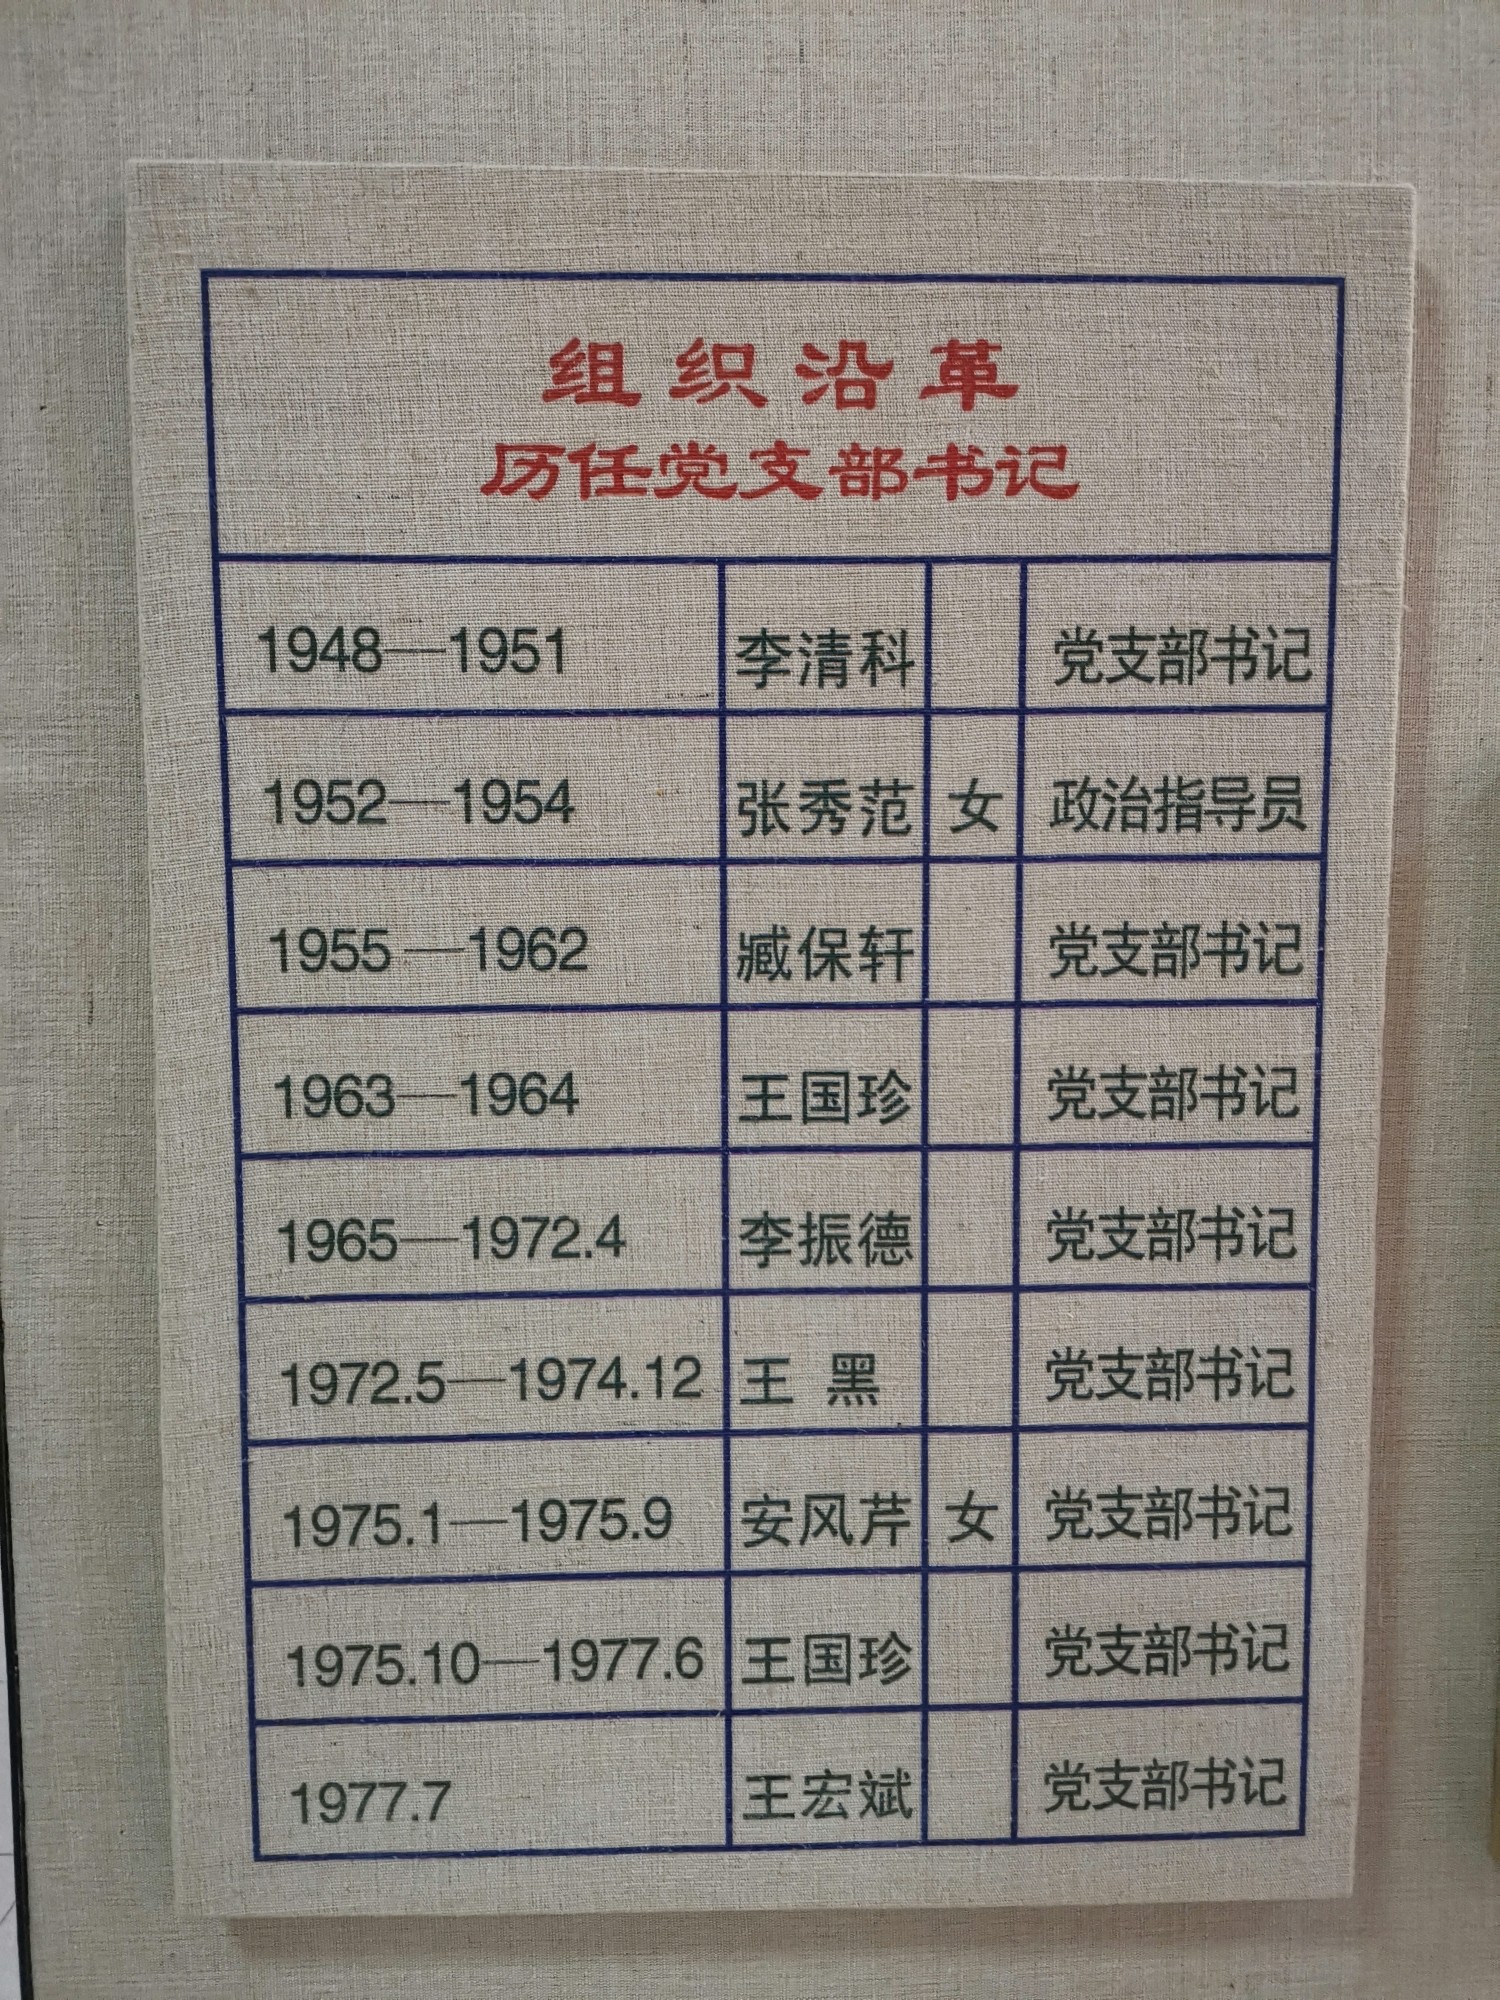 组织沿革
历任党支部书记
1948—1951 李清科 党支部书记
1952—1954 张秀范 女 政治指导员
1955—1962 臧保轩 党支部书记
1963—1964 王国珍 党支部书记
1965—1972.4 李振德 党支部书记
1972.5—1974.12 王 黑 党支部书记
1975.1—1975.9 安风芹 女 党支部书记
1975.10—1977.6 王国珍 党支部书记
1977.7 王宏斌 党支部书记